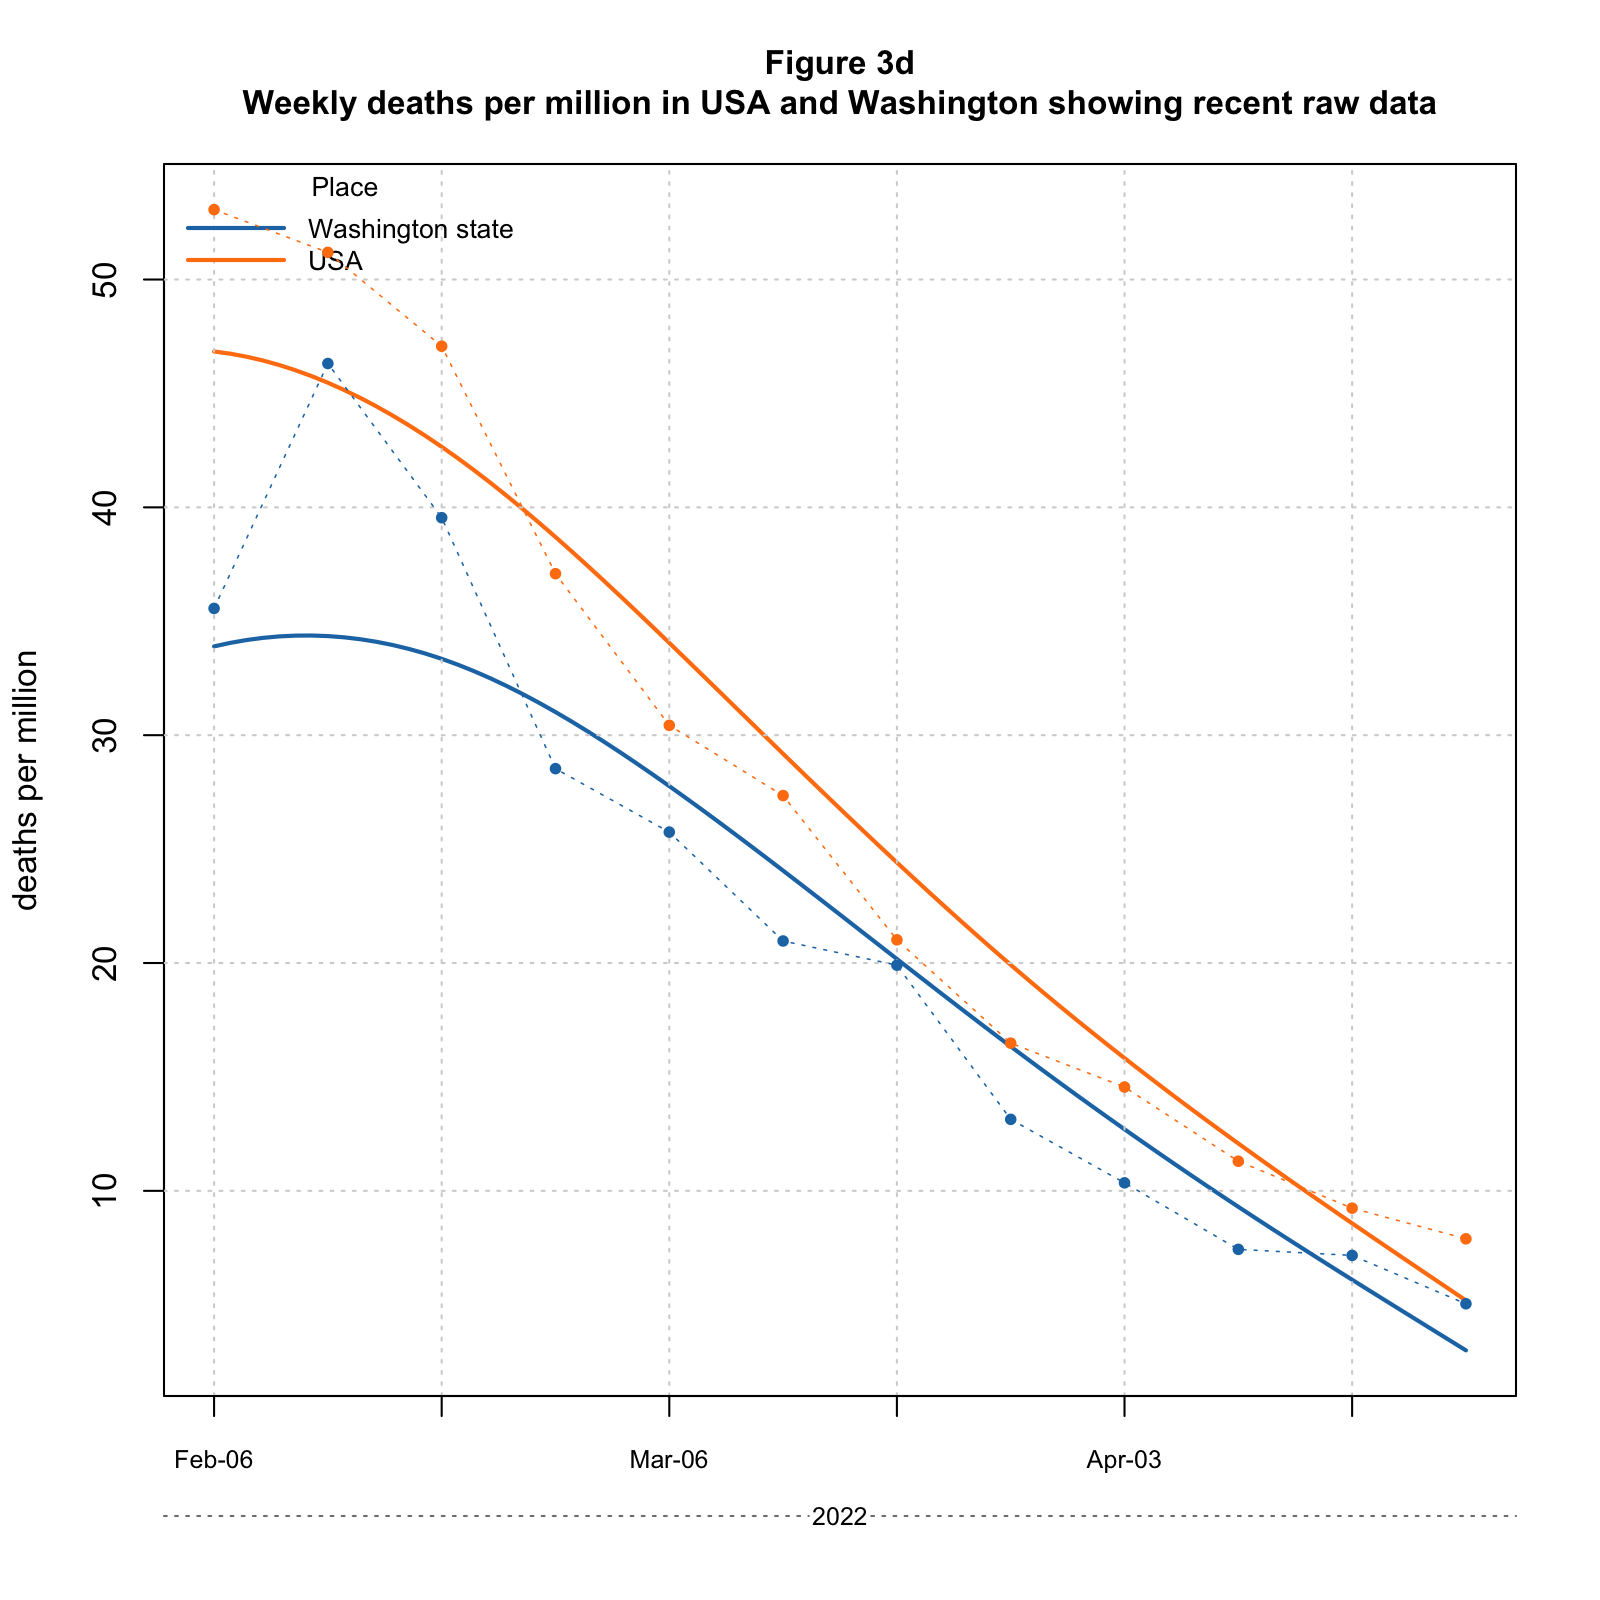 Figure 3d
Weekly deaths per million in USA and Washington showing recent raw data
Place
Washington state
USA
deaths per million
50
40
30
20
10
Feb-06
Mar-06
Apr-03
2022